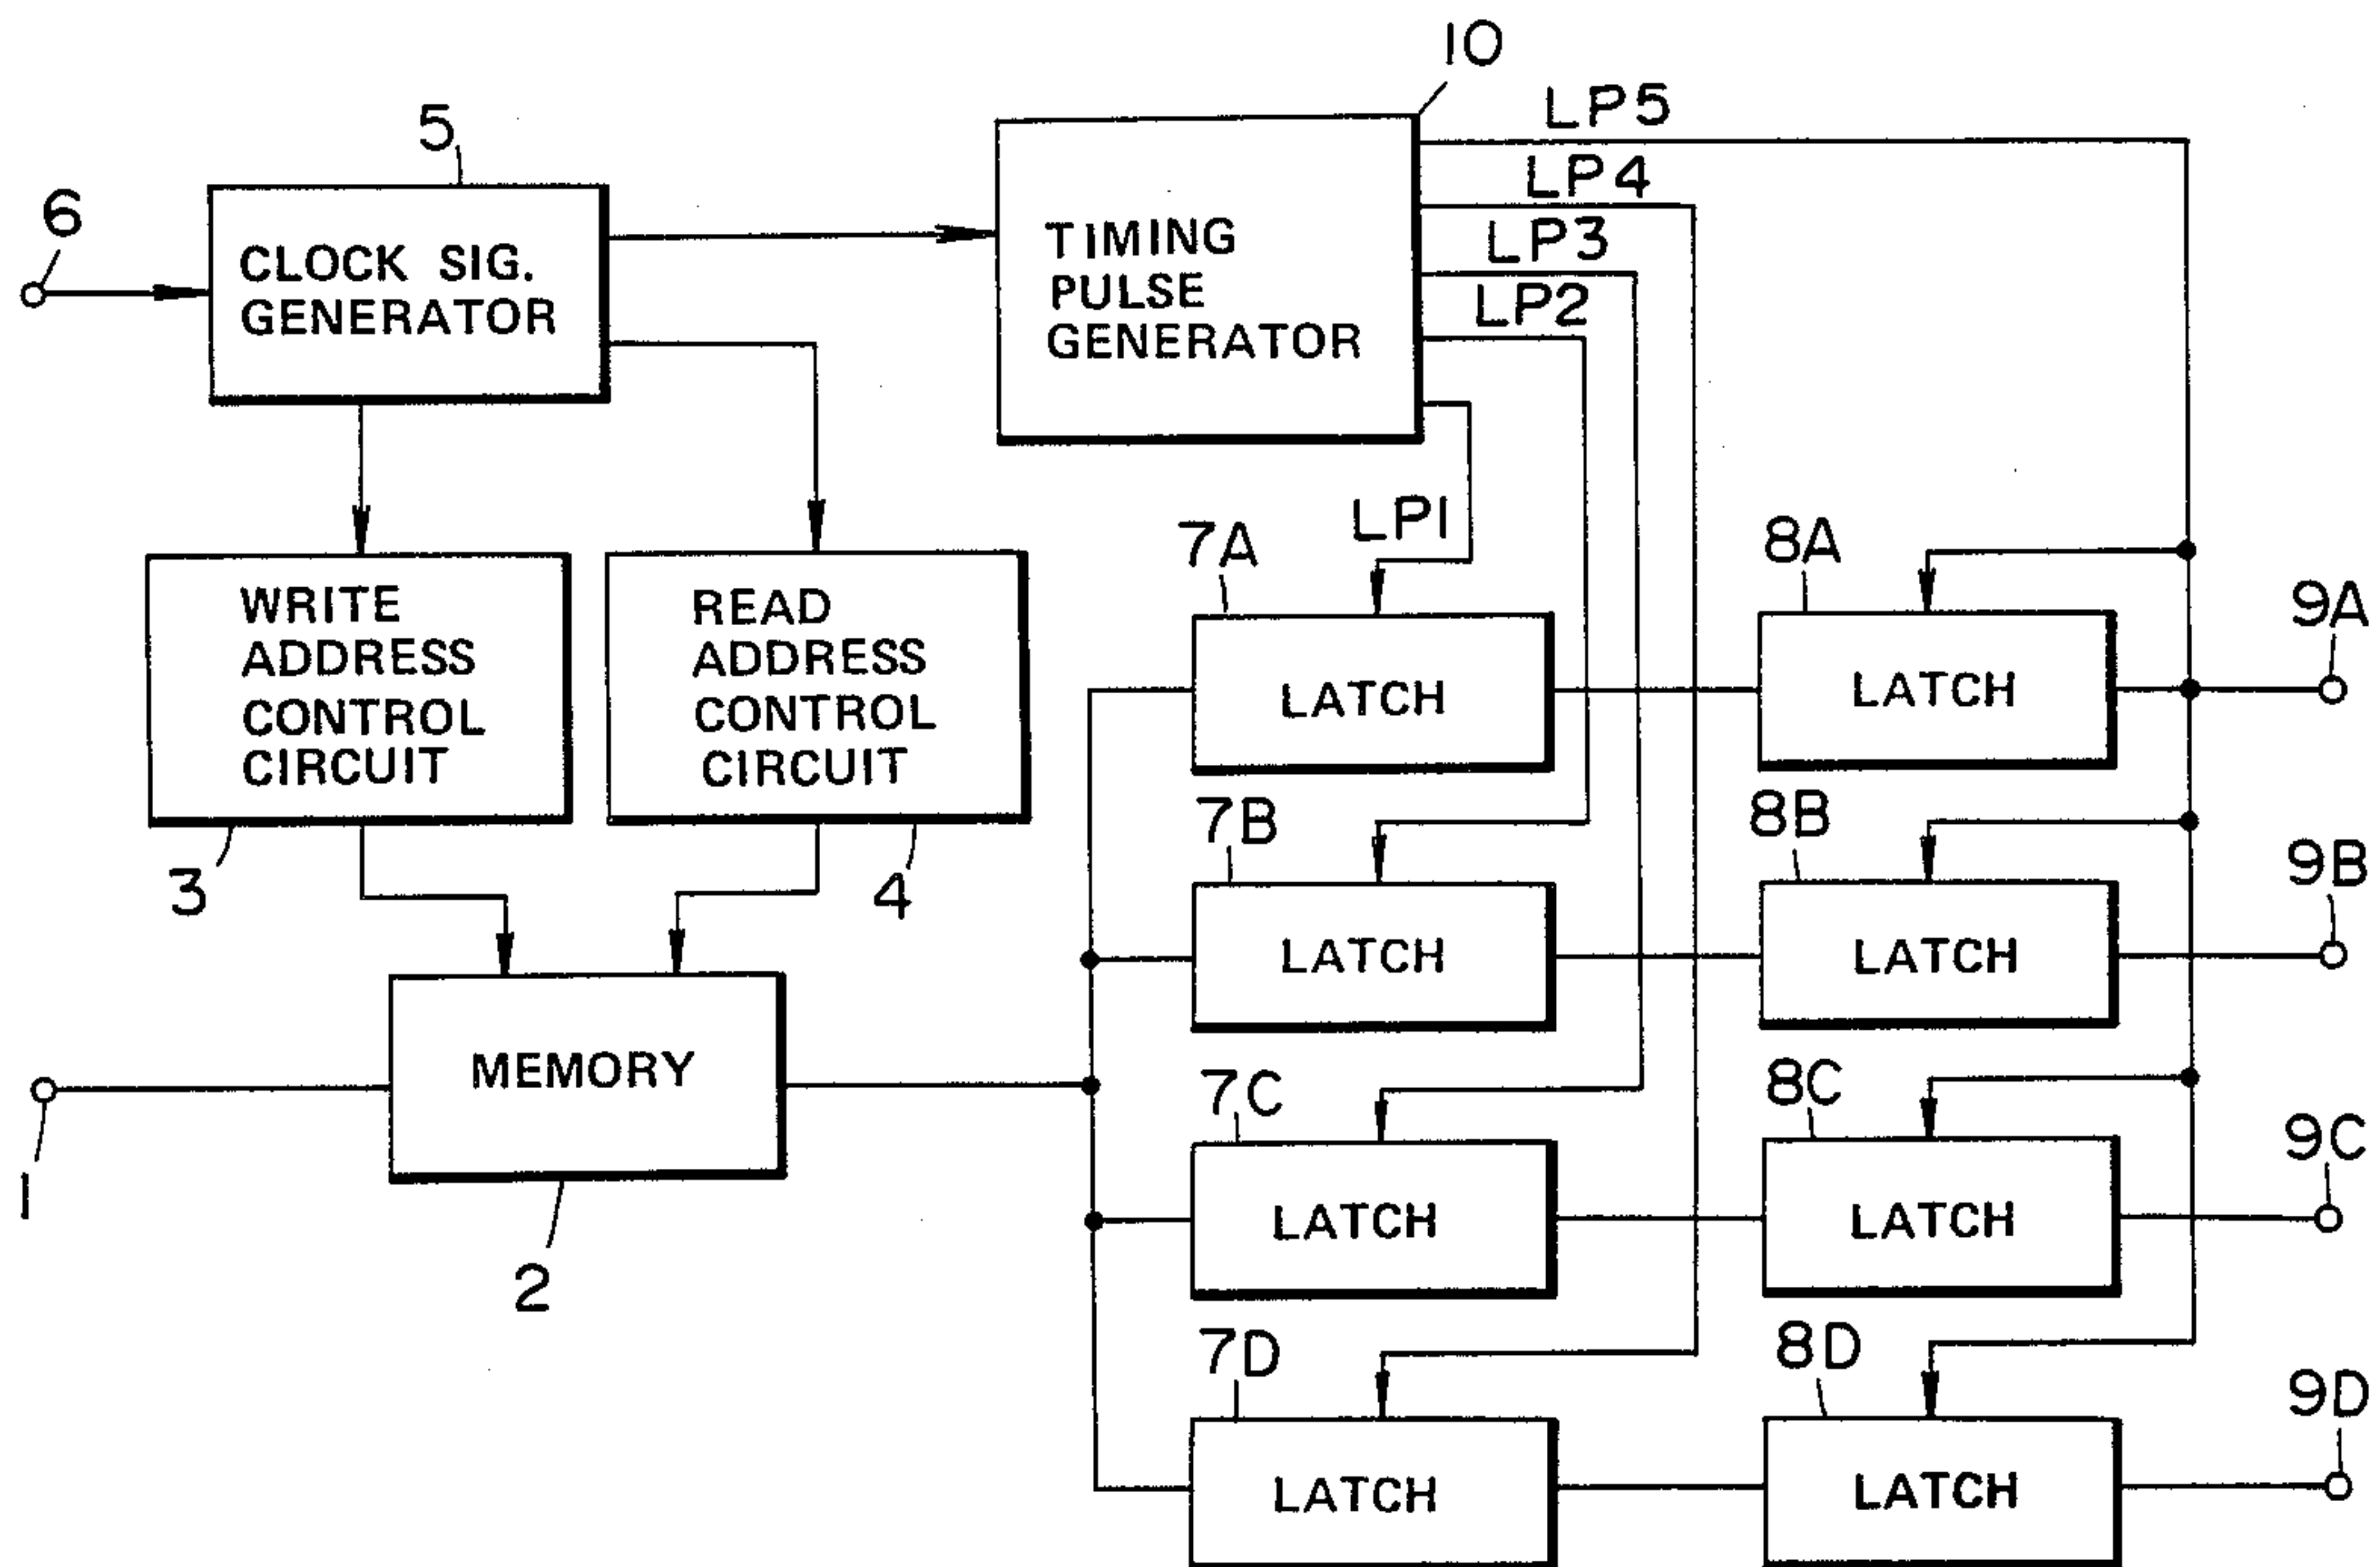 10
LP5
5
LP4
6
LP3
CLOCK SIG.
GENERATOR
TIMING
PULSE
GENERATOR
LP2
LP1
7A
8A
9A
WRITE
ADDRESS
CONTROL
CIRCUIT
READ
ADDRESS
CONTROL
CIRCUIT
LATCH
LATCH
3
4
7B
8B
9B
LATCH
LATCH
MEMORY
1
2
7C
8C
9C
LATCH
LATCH
7D
8D
9D
LATCH
LATCH